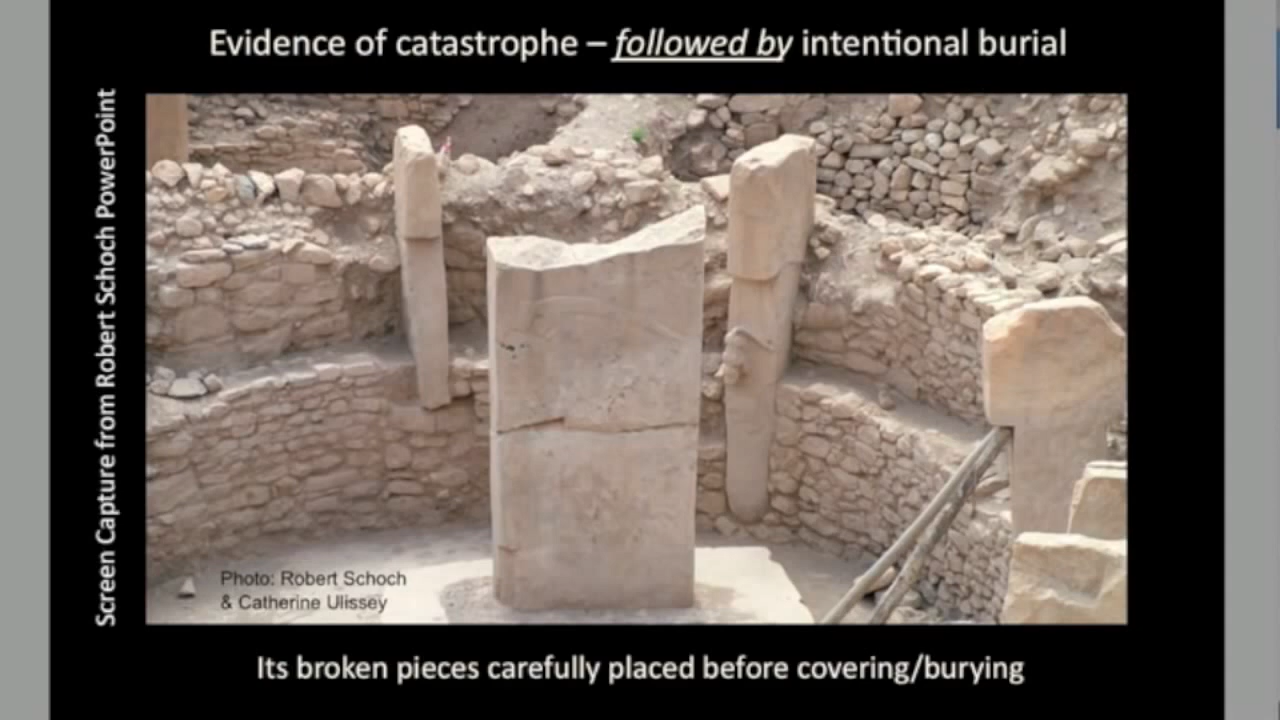 Evidence of catastrophe – followed by intentional burial
Screen Capture from Robert Schoch PowerPoint
Photo: Robert Schoch
& Catherine Ulissey
Its broken pieces carefully placed before covering/burying